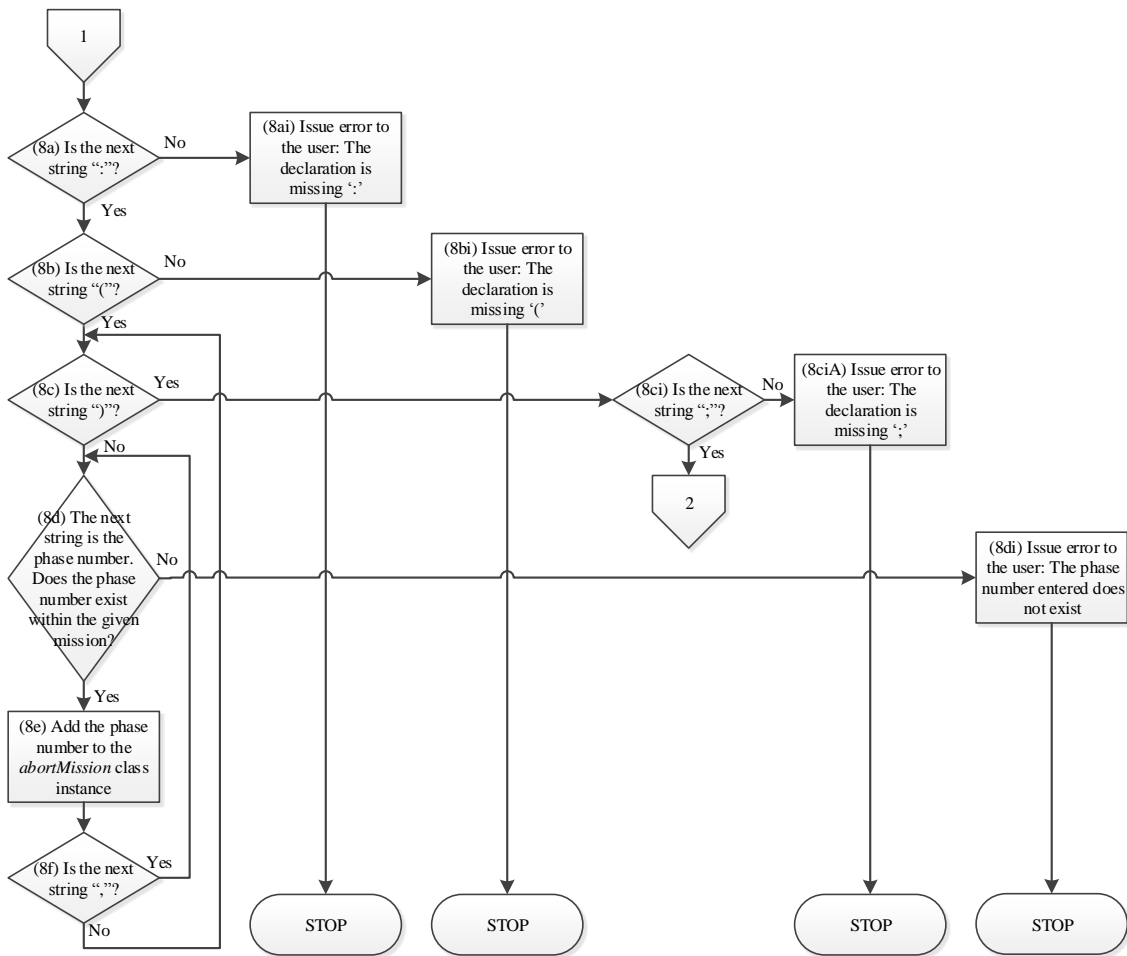 1
(8a) Is the next
string “:”?
No
Yes
(8ai) Issue error to
the user: The
declaration is
missing ‘:’
(8b) Is the next
string “(”?
No
Yes
(8bi) Issue error to
the user: The
declaration is
missing ‘(’
(8c) Is the next
string “)”?
Yes
No
(8ci) Is the next
string “;”?
No
Yes
(8ciA) Issue error to
the user: The
declaration is
missing ‘;’
2
(8d) The next
string is the
phase number.
Does the phase
number exist
within the given
mission?
No
Yes
(8di) Issue error to
the user: The phase
number entered does
not exist
(8e) Add the phase
number to the
abortMission class
instance
(8f) Is the next
string “,”?
Yes
No
STOP
STOP
STOP
STOP